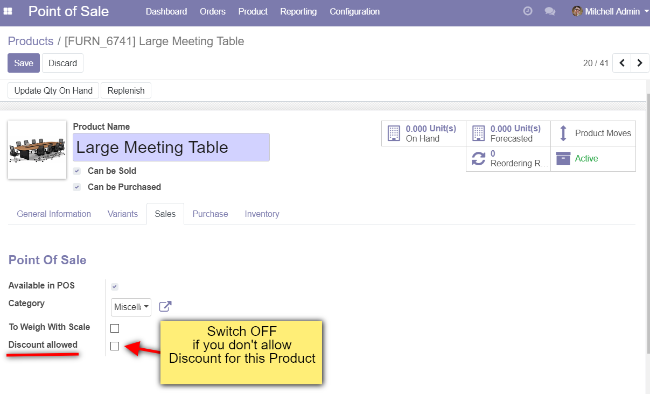 Point of Sale Dashboard Orders Product Reporting Configuration Mitchell Admin
Products / [FURN_6741] Large Meeting Table
Save Discard 20 / 41
Update Qty On Hand Replenish
Product Name
Large Meeting Table
Can be Sold
Can be Purchased
0.000 Unit(s)
On Hand
0.000 Unit(s)
Forecasted
Product Moves
0
Reordering R
Active
General Information Variants Sales Purchase Inventory
Point Of Sale
Available in POS
Category Miscell
To Weigh With Scale
Discount allowed
Switch OFF
if you don't allow
Discount for this Product